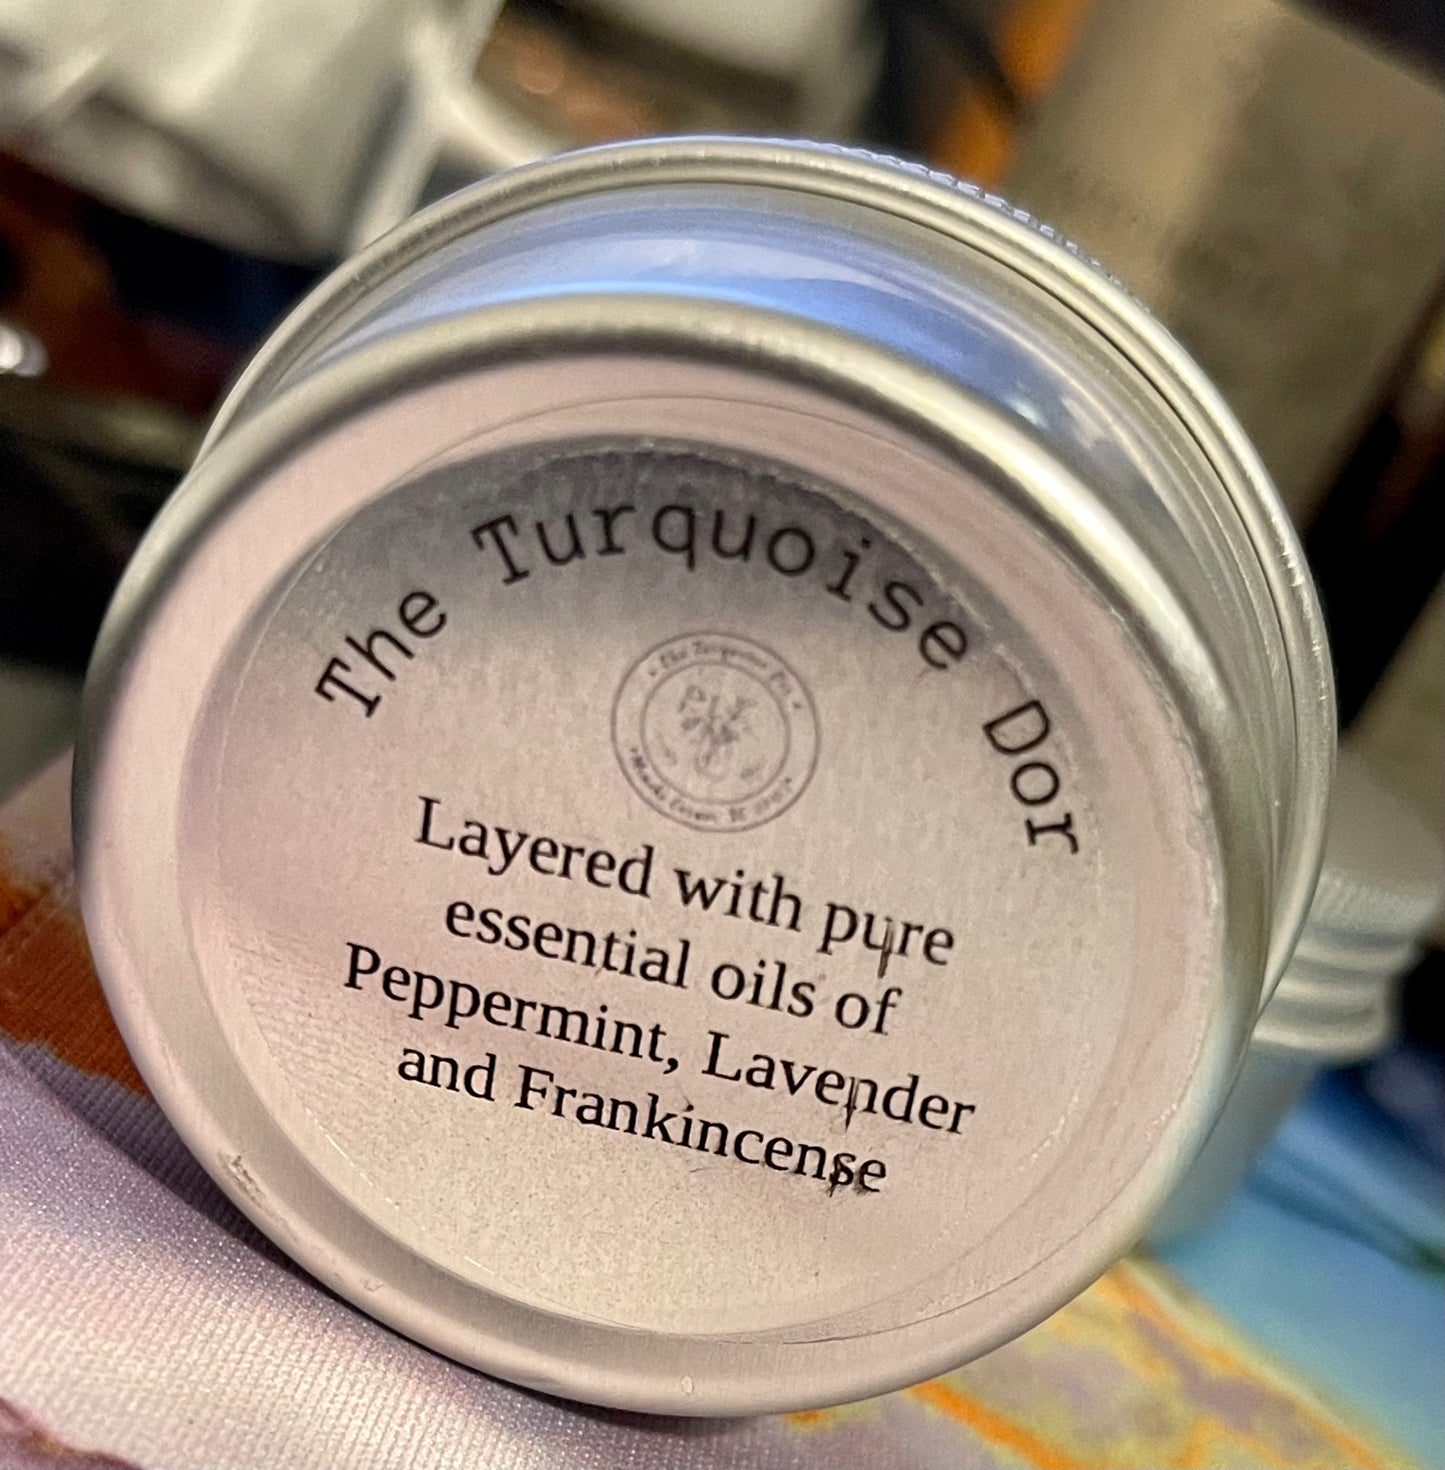 The Turquoise Dor
Layered with pure
essential oils of
Peppermint, Lavender
and Frankincense